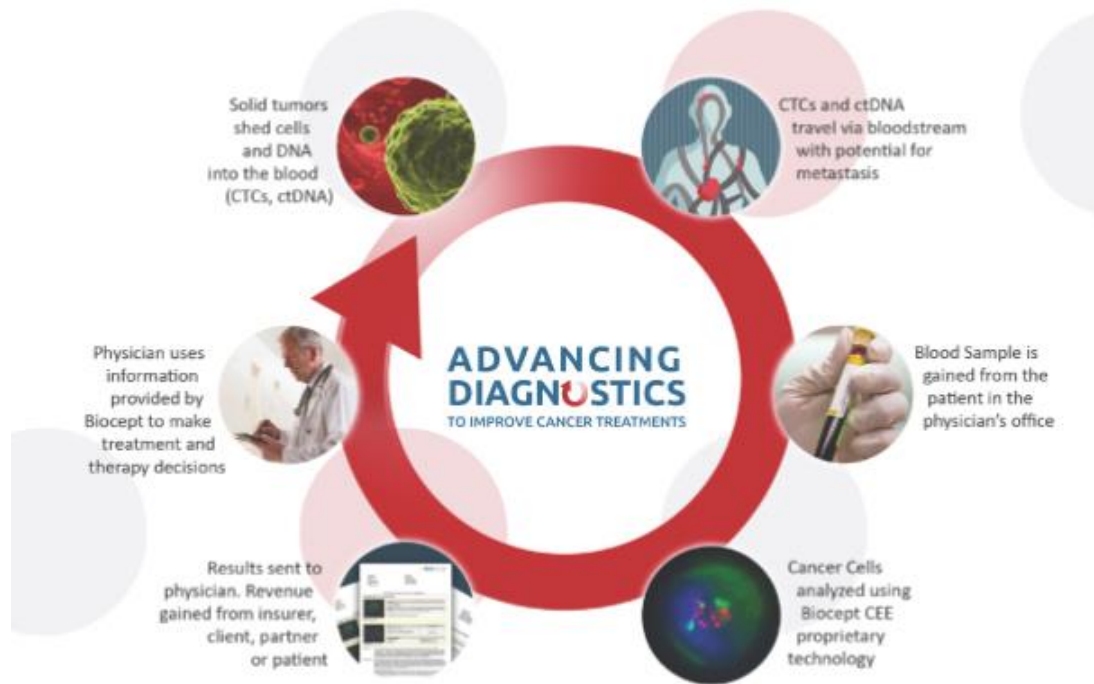 Solid tumors
shed cells
and DNA
into the blood
(CTCs, ctDNA)
CTCs and ctDNA
travel via bloodstream
with potential for
metastasis
Blood Sample is
gained from the
patient in the
physician's office
Cancer Cells
analyzed using
Biocept CEE
proprietary
technology
Results sent to
physician. Revenue
gained from insurer,
client, partner
or patient
Physician uses
information
provided by
Biocept to make
treatment and
therapy decisions
ADVANCING
DIAGNOSTICS
TO IMPROVE CANCER TREATMENTS